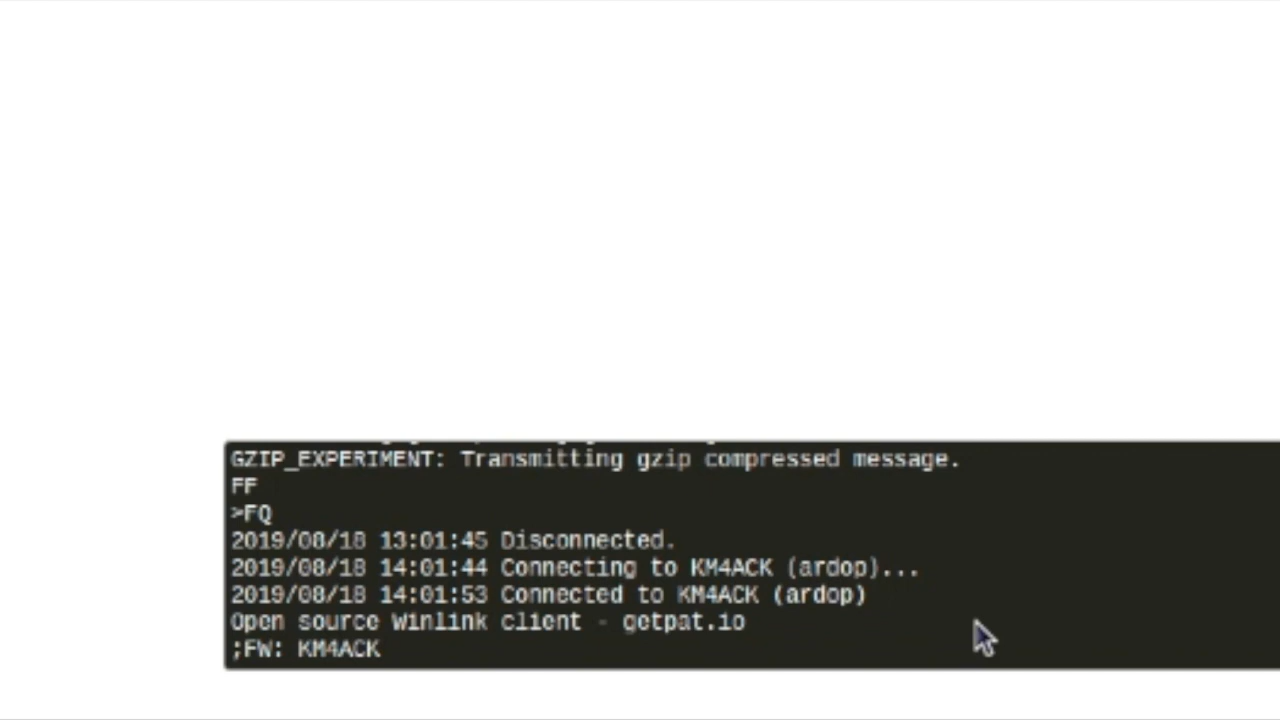 GZIP_EXPERIMENT: Transmitting gzip compressed message.
FF
>FQ
2019/08/18 13:01:45 Disconnected.
2019/08/18 14:01:44 Connecting to KM4ACK (ardop)...
2019/08/18 14:01:53 Connected to KM4ACK (ardop)
Open source Winlink client - getpat.io
;FW: KM4ACK